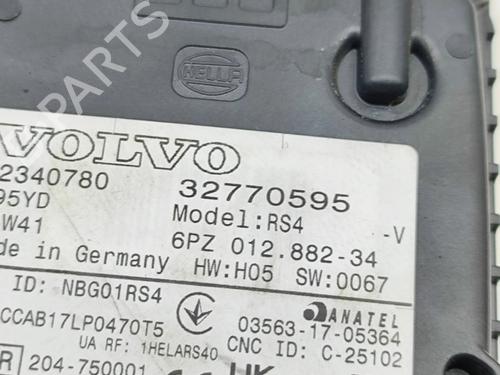 PARTS
HELLA
VOLVO
2340780 32770595
95YD Model:RS4 -V
W41 6PZ 012.882-34
de in Germany HW:H05 SW:0067
ID: NBG01RS4 ANATEL
CCAB17LP0470T5 03563-17-05364
UA RF: 1HELARS40 CNC ID: C-25102
R 204-750001